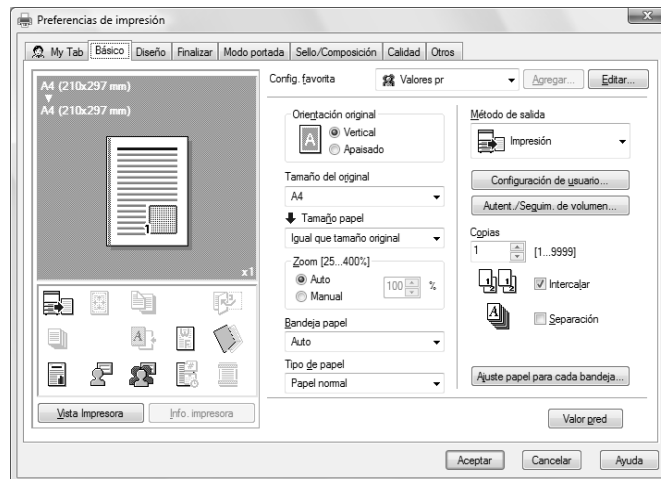 Preferencias de impresión
My Tab Básico Diseño Finalizar Modo portada Sello/Composición Calidad Otros
A4 (210x297 mm)
A4 (210x297 mm)
1
x1
Vista Impresora Info. impresora
Config. favorita Valores pr Agregar... Editar...
Orientación original
A Vertical
Apaisado
Tamaño del original
A4
Tamaño papel
Igual que tamaño original
Zoom [25...400%]
Auto
Manual 100 %
Bandeja papel
Auto
Tipo de papel
Papel normal
Método de salida
Impresión
Configuración de usuario...
Autent./Seguim. de volumen...
Copias
1 [1...9999]
Intercalar
Separación
Ajuste papel para cada bandeja...
Valor pred
Aceptar Cancelar Ayuda